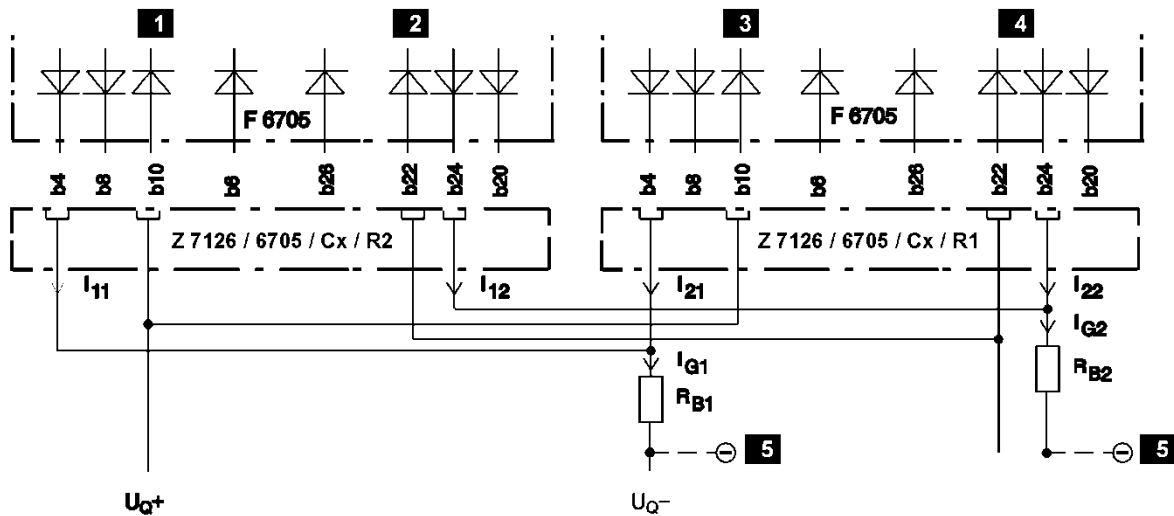 1 2 3 4
F 6705 F 6705
b4 b8 b10 b6 b26 b22 b24 b20 b4 b8 b10 b6 b26 b22 b24 b20
Z 7126 / 6705 / Cx / R2 Z 7126 / 6705 / Cx / R1
I11 I12 I21 I22
IG2
IG1
RB2
RB1
5 5
UQ+ UQ−